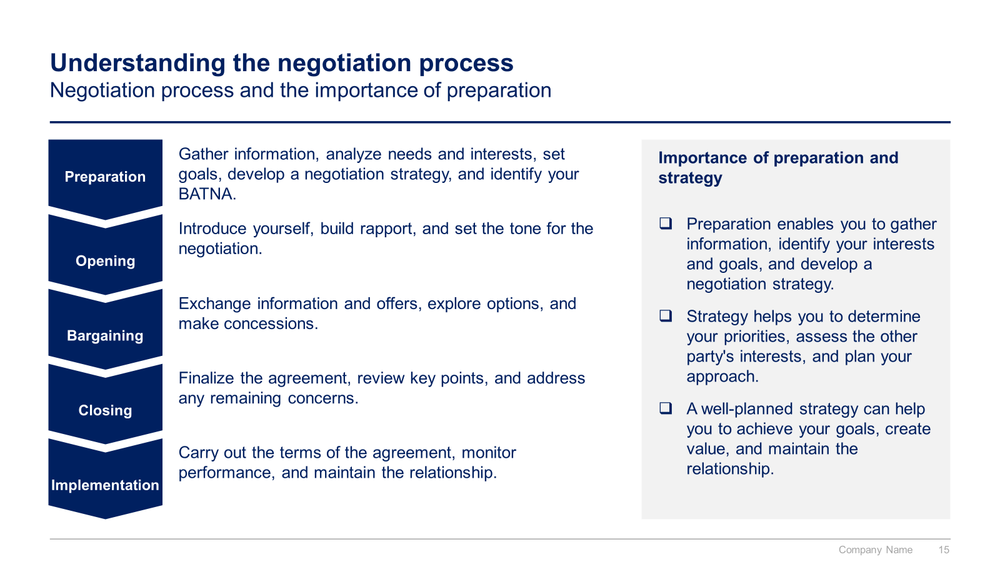 Understanding the negotiation process
Negotiation process and the importance of preparation
Preparation
Gather information, analyze needs and interests, set
goals, develop a negotiation strategy, and identify your
BATNA.
Opening
Introduce yourself, build rapport, and set the tone for the
negotiation.
Bargaining
Exchange information and offers, explore options, and
make concessions.
Closing
Finalize the agreement, review key points, and address
any remaining concerns.
Implementation
Carry out the terms of the agreement, monitor
performance, and maintain the relationship.
Importance of preparation and
strategy
Preparation enables you to gather
information, identify your interests
and goals, and develop a
negotiation strategy.
Strategy helps you to determine
your priorities, assess the other
party's interests, and plan your
approach.
A well-planned strategy can help
you to achieve your goals, create
value, and maintain the
relationship.
Company Name 15